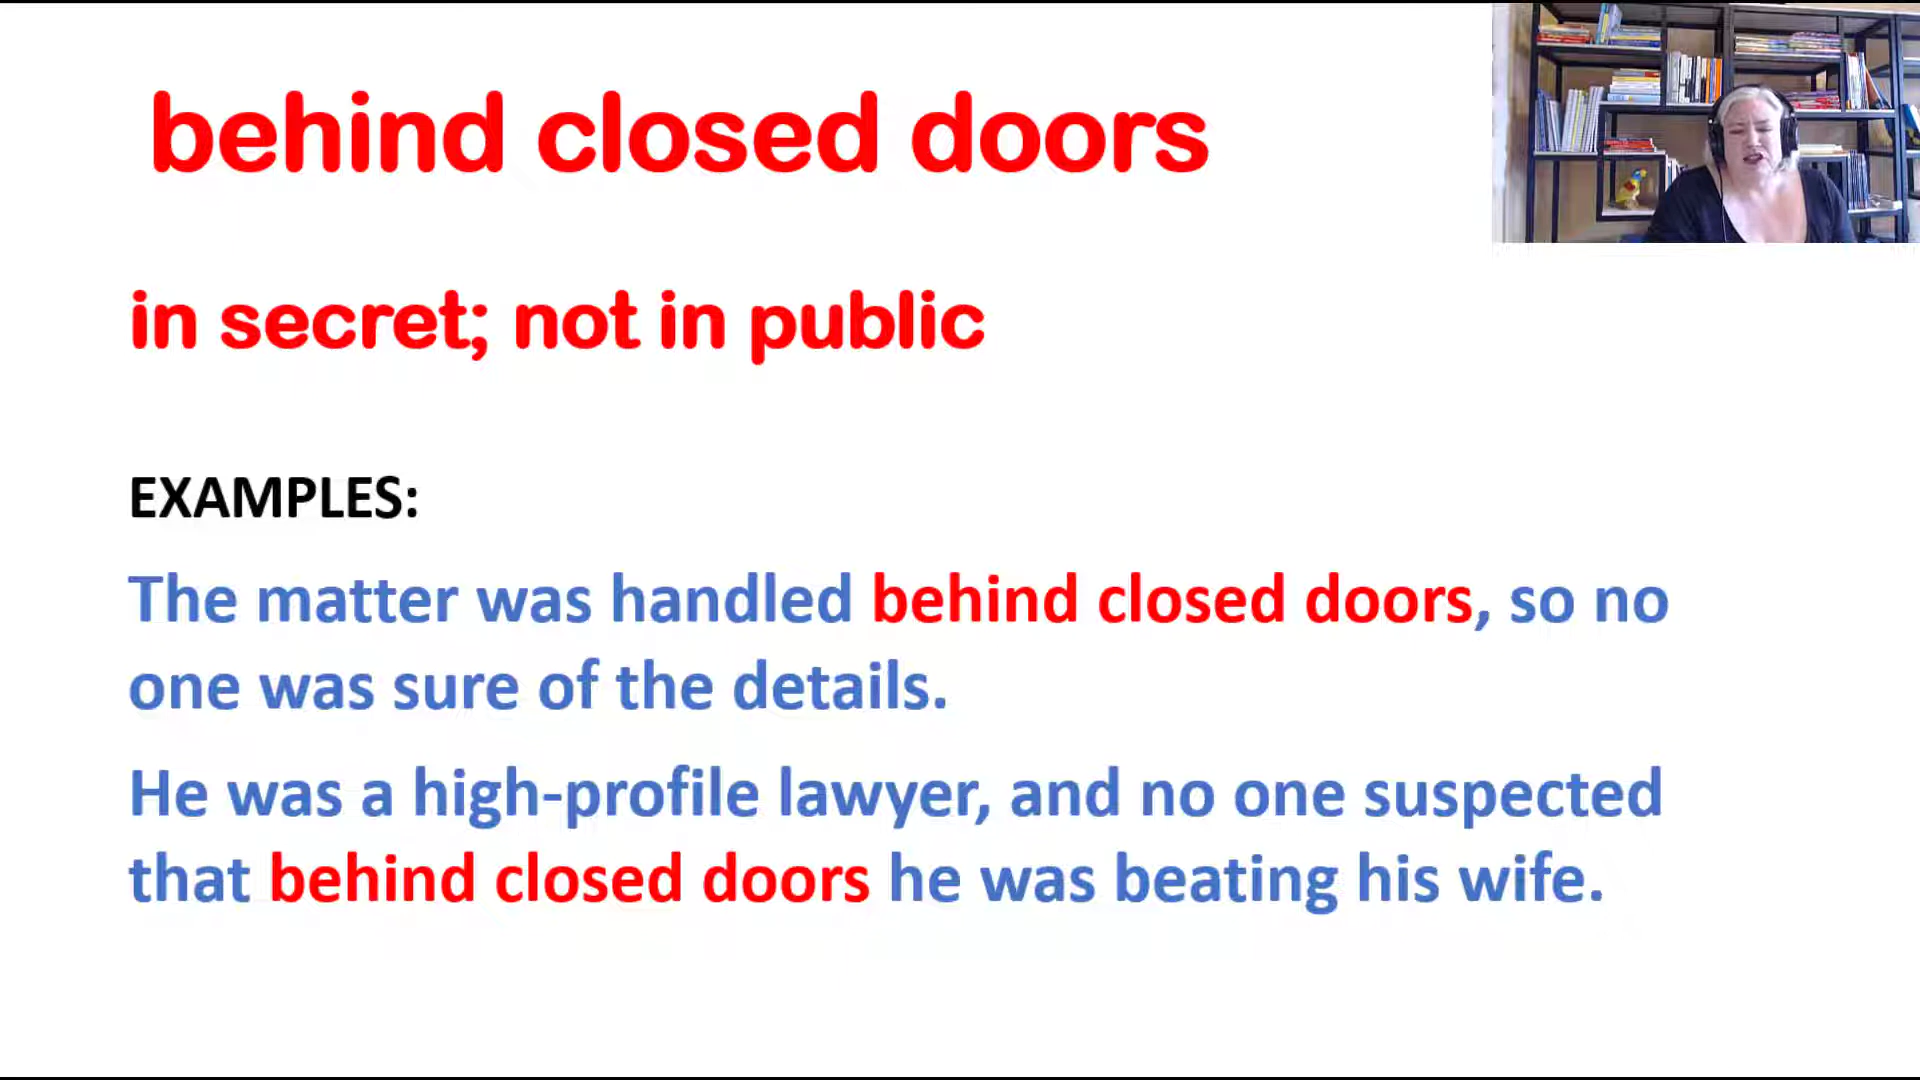 behind closed doors
in secret; not in public
EXAMPLES:
The matter was handled behind closed doors, so no
one was sure of the details.
He was a high-profile lawyer, and no one suspected
that behind closed doors he was beating his wife.